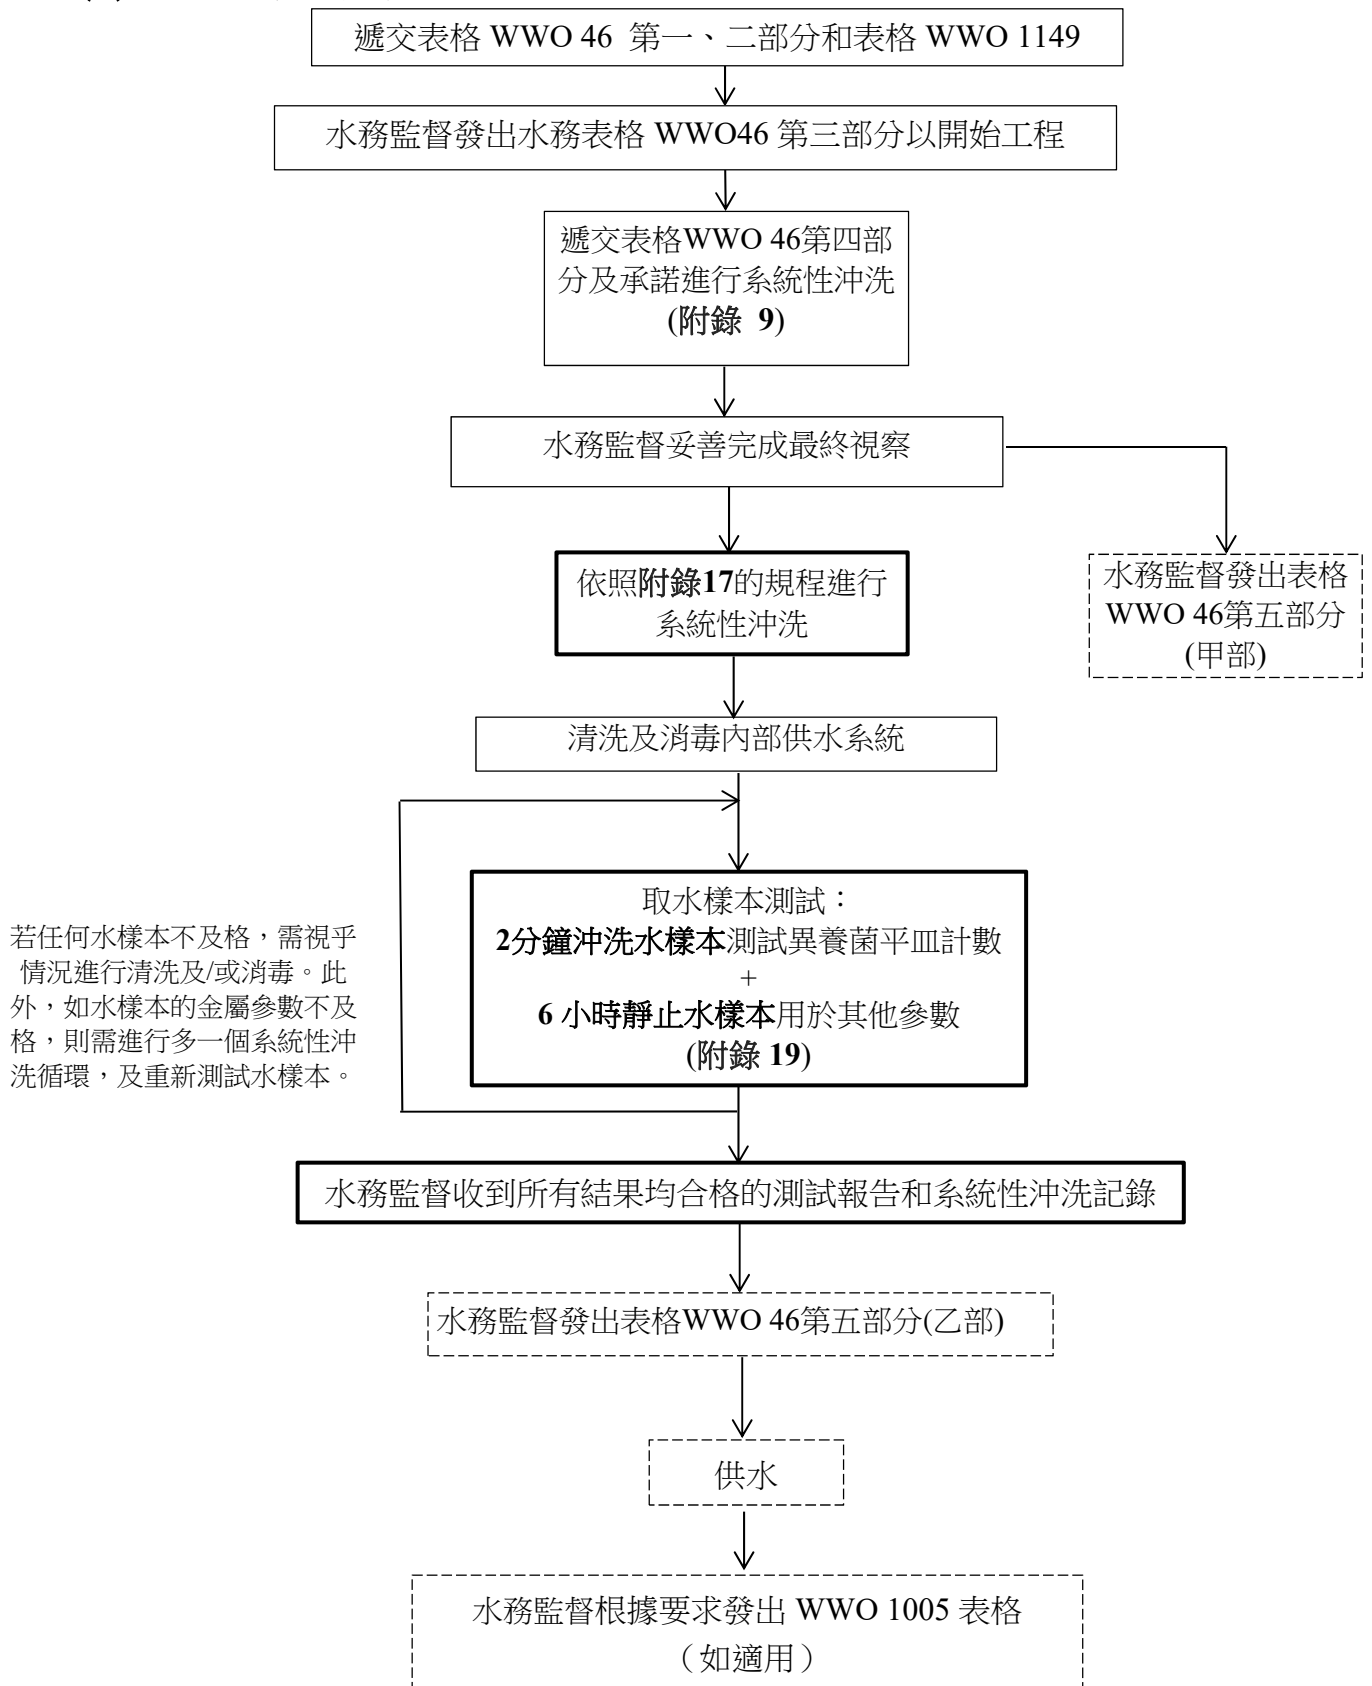 遞交表格 WWO 46 第一、二部分和表格 WWO 1149
水務監督發出水務表格 WWO46 第三部分以開始工程
遞交表格WWO 46第四部
分及承諾進行系統性沖洗
(附錄 9)
水務監督妥善完成最終視察
依照附錄17的規程進行
系統性沖洗
水務監督發出表格
WWO 46第五部分
(甲部)
清洗及消毒內部供水系統
取水樣本測試：
2分鐘沖洗水樣本測試異養菌平皿計數
+
6 小時靜止水樣本用於其他參數
(附錄 19)
若任何水樣本不及格，需視乎
情況進行清洗及/或消毒。此
外，如水樣本的金屬參數不及
格，則需進行多一個系統性沖
洗循環，及重新測試水樣本。
水務監督收到所有結果均合格的測試報告和系統性沖洗記錄
水務監督發出表格WWO 46第五部分(乙部)
供水
水務監督根據要求發出 WWO 1005 表格
（如適用）